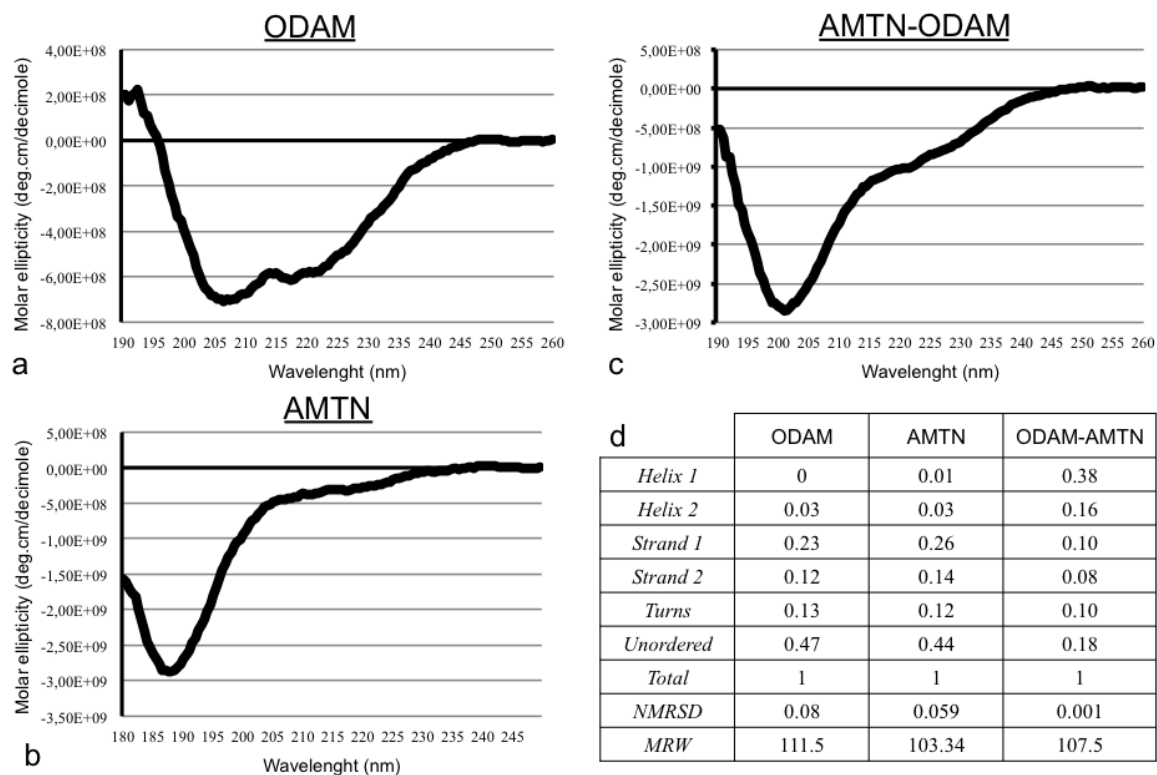 ODAM
Molar ellipticity (deg.cm/decimole)
4,00E+08
2,00E+08
0,00E+00
-2,00E+08
-4,00E+08
-6,00E+08
-8,00E+08
190 195 200 205 210 215 220 225 230 235 240 245 250 255 260
Wavelenght (nm)
a
AMTN-ODAM
Molar ellipticity (deg.cm/decimole)
5,00E+08
0,00E+00
-5,00E+08
-1,00E+09
-1,50E+09
-2,00E+09
-2,50E+09
-3,00E+09
190 195 200 205 210 215 220 225 230 235 240 245 250 255 260
Wavelenght (nm)
c
AMTN
Molar ellipticity (deg.cm/decimole)
5,00E+08
0,00E+00
-5,00E+08
-1,00E+09
-1,50E+09
-2,00E+09
-2,50E+09
-3,00E+09
-3,50E+09
180 185 190 195 200 205 210 215 220 225 230 235 240 245
Wavelenght (nm)
b
d ODAM AMTN ODAM-AMTN
Helix 1 0 0.01 0.38
Helix 2 0.03 0.03 0.16
Strand 1 0.23 0.26 0.10
Strand 2 0.12 0.14 0.08
Turns 0.13 0.12 0.10
Unordered 0.47 0.44 0.18
Total 1 1 1
NMRSD 0.08 0.059 0.001
MRW 111.5 103.34 107.5